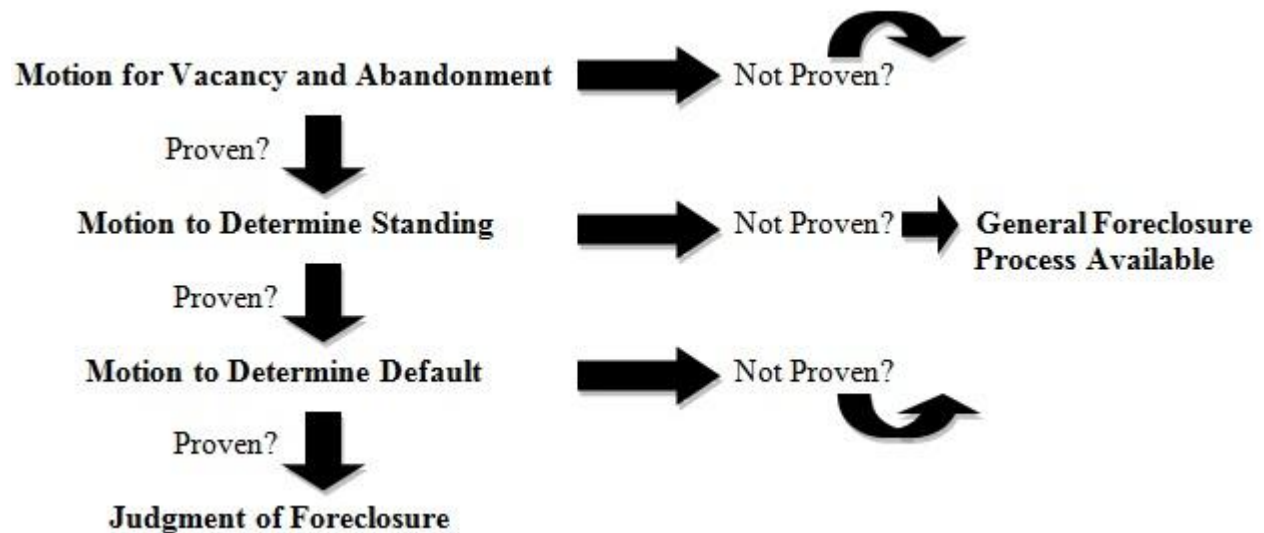 Motion for Vacancy and Abandonment
Not Proven?
Proven?
Motion to Determine Standing
Not Proven?
General Foreclosure
Process Available
Proven?
Motion to Determine Default
Not Proven?
Proven?
Judgment of Foreclosure